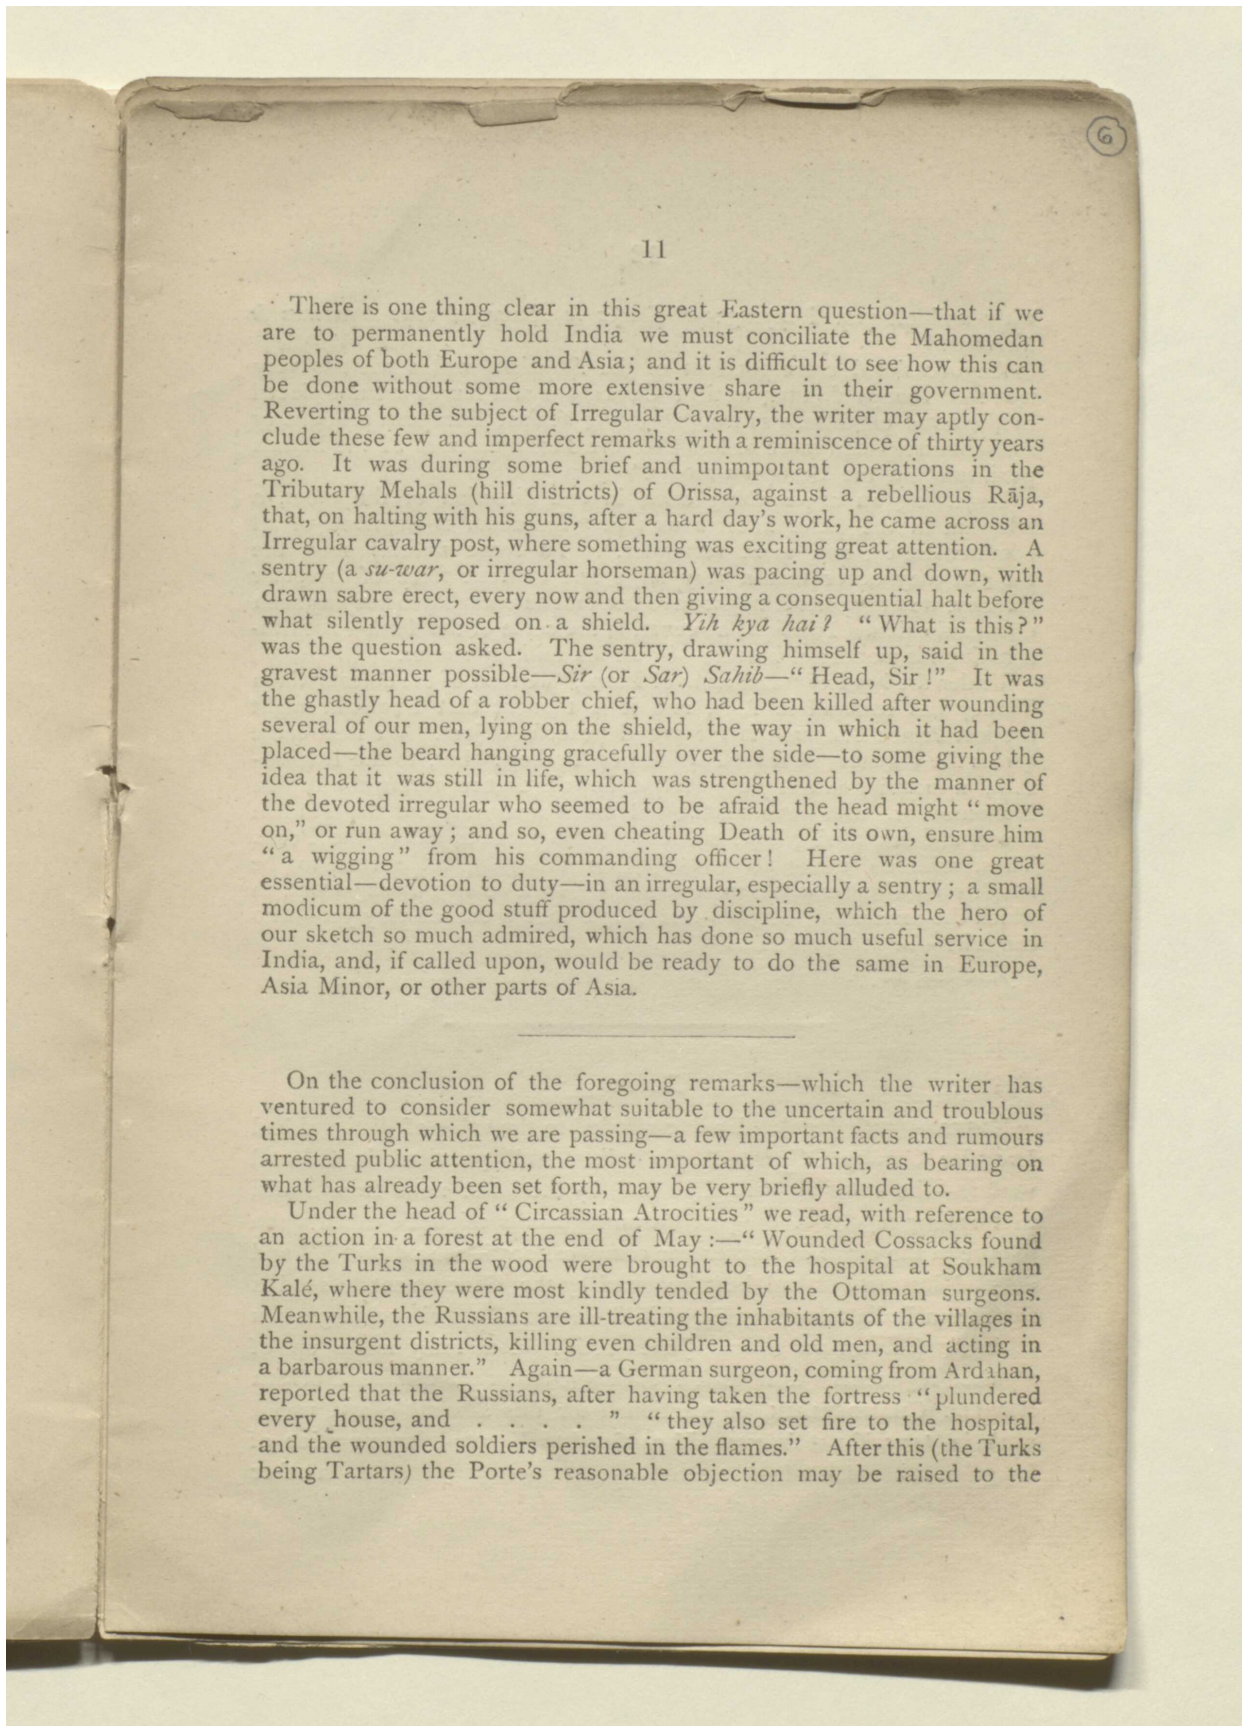 6
11
There is one thing clear in this great Eastern question—that if we
are to permanently hold India we must conciliate the Mahomedan
peoples of both Europe and Asia; and it is difficult to see how this can
be done without some more extensive share in their government.
Reverting to the subject of Irregular Cavalry, the writer may aptly con-
clude these few and imperfect remarks with a reminiscence of thirty years
ago. It was during some brief and unimportant operations in the
Tributary Mehals (hill districts) of Orissa, against a rebellious Rāja,
that, on halting with his guns, after a hard day's work, he came across an
Irregular cavalry post, where something was exciting great attention. A
sentry (a su-war, or irregular horseman) was pacing up and down, with
drawn sabre erect, every now and then giving a consequential halt before
what silently reposed on a shield. Yih kya hai? "What is this?"
was the question asked. The sentry, drawing himself up, said in the
gravest manner possible—Sir (or Sar) Sahib—"Head, Sir!" It was
the ghastly head of a robber chief, who had been killed after wounding
several of our men, lying on the shield, the way in which it had been
placed—the beard hanging gracefully over the side—to some giving the
idea that it was still in life, which was strengthened by the manner of
the devoted irregular who seemed to be afraid the head might "move
on," or run away; and so, even cheating Death of its own, ensure him
"a wigging" from his commanding officer! Here was one great
essential—devotion to duty—in an irregular, especially a sentry; a small
modicum of the good stuff produced by discipline, which the hero of
our sketch so much admired, which has done so much useful service in
India, and, if called upon, would be ready to do the same in Europe,
Asia Minor, or other parts of Asia.
On the conclusion of the foregoing remarks—which the writer has
ventured to consider somewhat suitable to the uncertain and troublous
times through which we are passing—a few important facts and rumours
arrested public attention, the most important of which, as bearing on
what has already been set forth, may be very briefly alluded to.
Under the head of "Circassian Atrocities" we read, with reference to
an action in a forest at the end of May:—"Wounded Cossacks found
by the Turks in the wood were brought to the hospital at Soukham
Kalé, where they were most kindly tended by the Ottoman surgeons.
Meanwhile, the Russians are ill-treating the inhabitants of the villages in
the insurgent districts, killing even children and old men, and acting in
a barbarous manner." Again—a German surgeon, coming from Ardahan,
reported that the Russians, after having taken the fortress "plundered
every house, and . . . . " "they also set fire to the hospital,
and the wounded soldiers perished in the flames." After this (the Turks
being Tartars) the Porte's reasonable objection may be raised to the